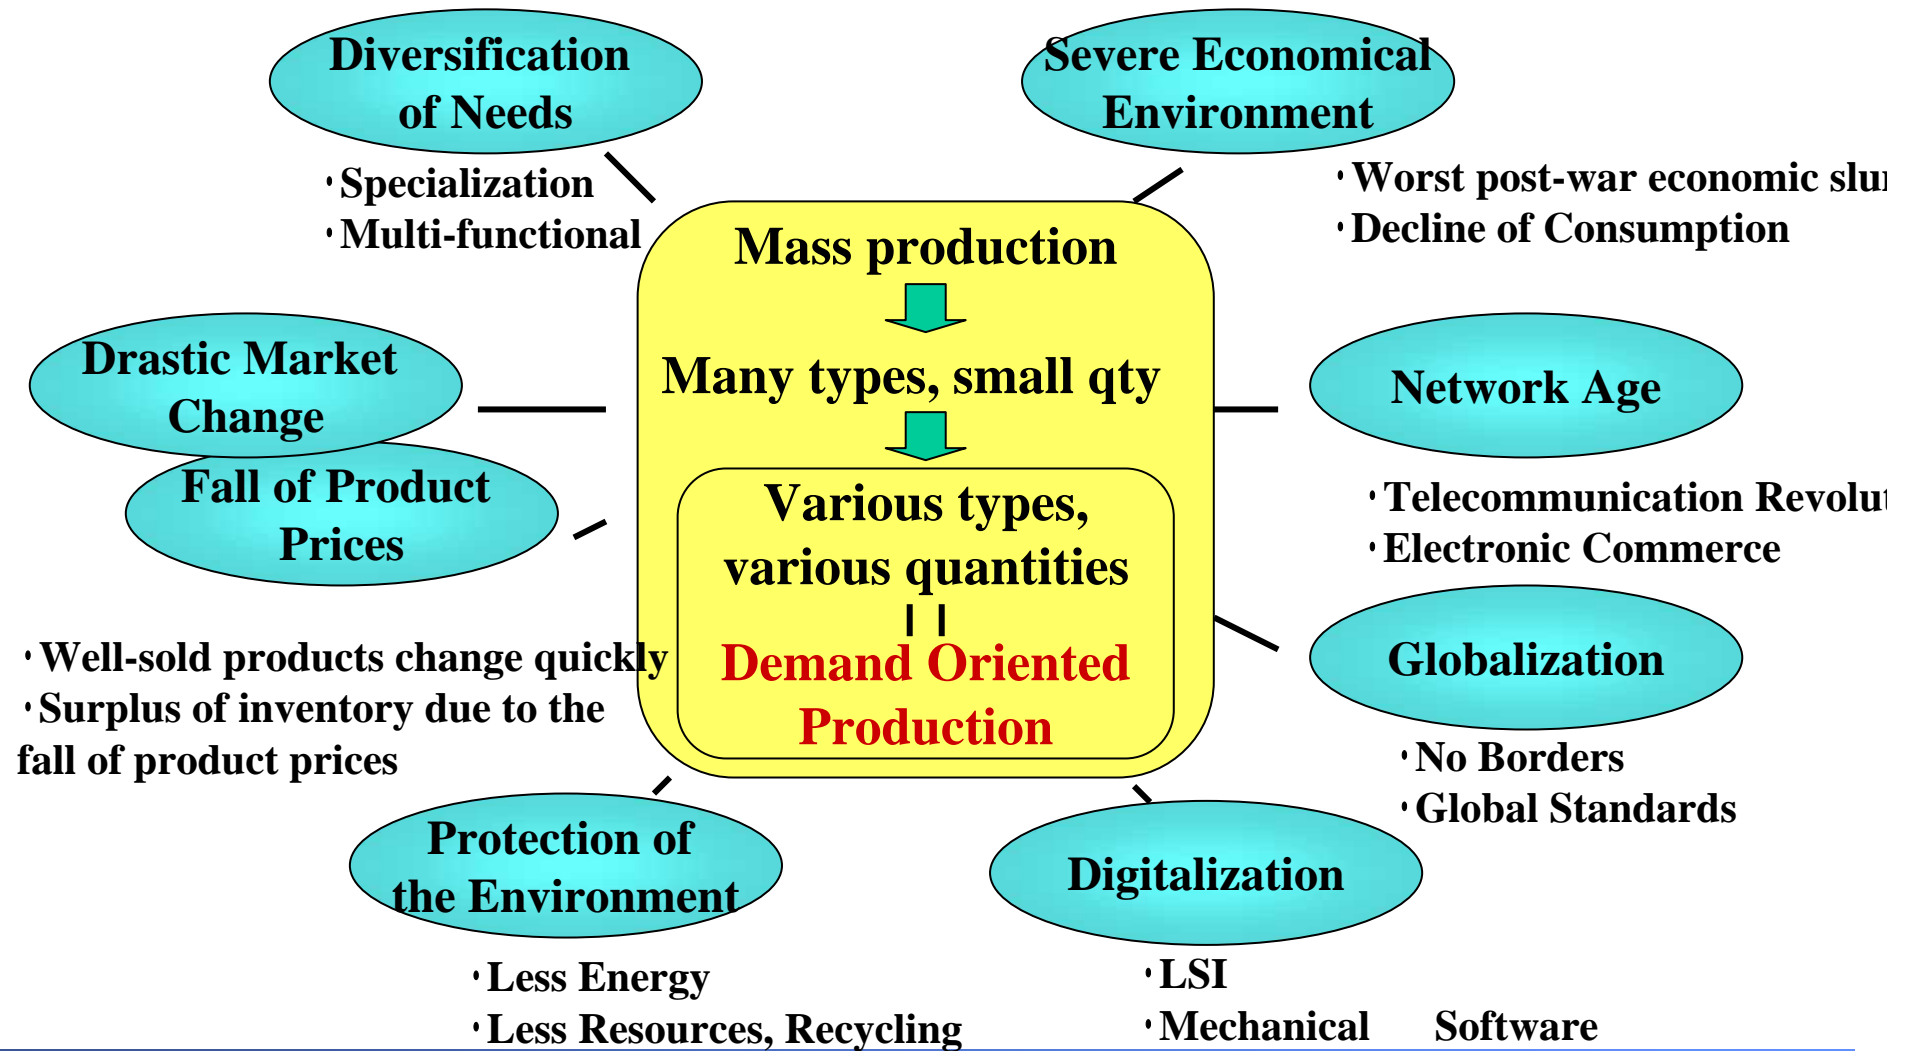 Diversification
of Needs
・Specialization
・Multi-functional
Severe Economical
Environment
・Worst post-war economic
・Decline of Consumption
Mass production
Many types, small qty
Various types,
various quantities
Demand Oriented
Production
Drastic Market
Change
Fall of Product
Prices
・Well-sold products change quickly
・Surplus of inventory due to the
fall of product prices
Network Age
・Telecommunication
・Electronic Commerce
Globalization
・No Borders
・Global Standards
Protection of
the Environment
・Less Energy
・Less Resources, Recycling
Digitalization
・LSI
・Mechanical Software